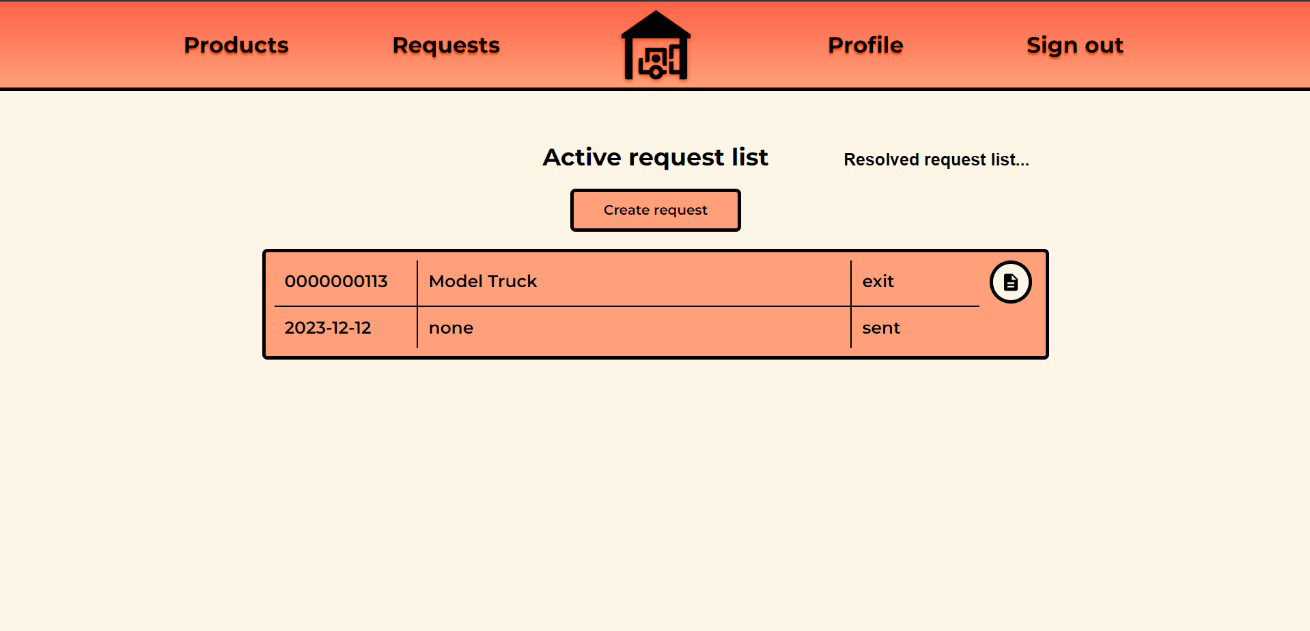 Products Requests Profile Sign out
Active request list Resolved request list...
Create request
0000000113 Model Truck exit
2023-12-12 none sent